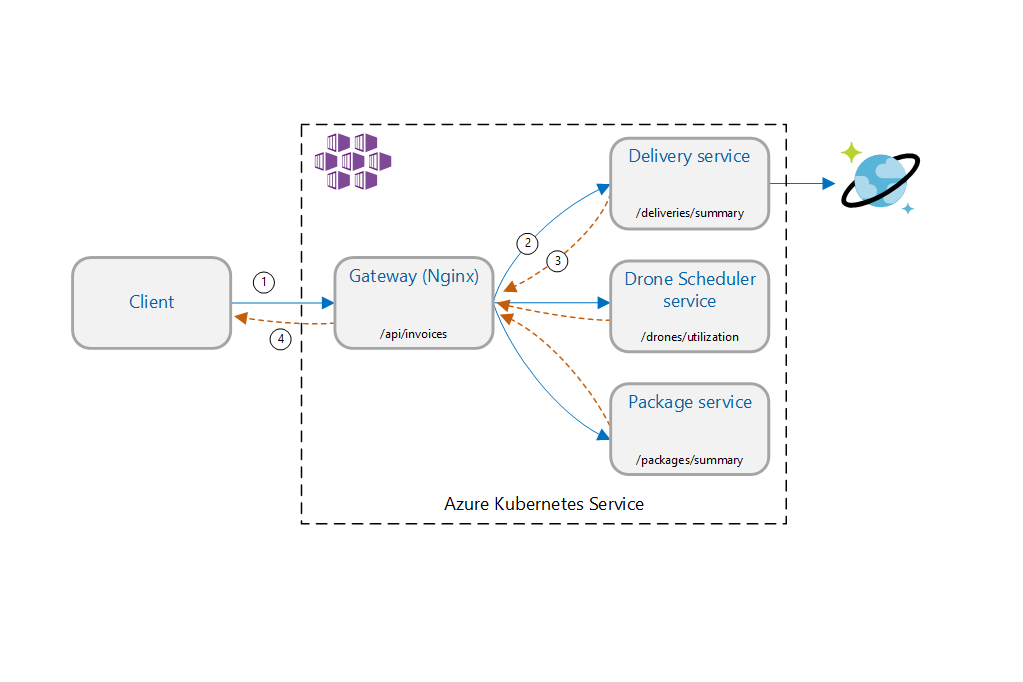 Client
1
4
Gateway (Nginx)
/api/invoices
2
3
Delivery service
/deliveries/summary
Drone Scheduler
service
/drones/utilization
Package service
/packages/summary
Azure Kubernetes Service